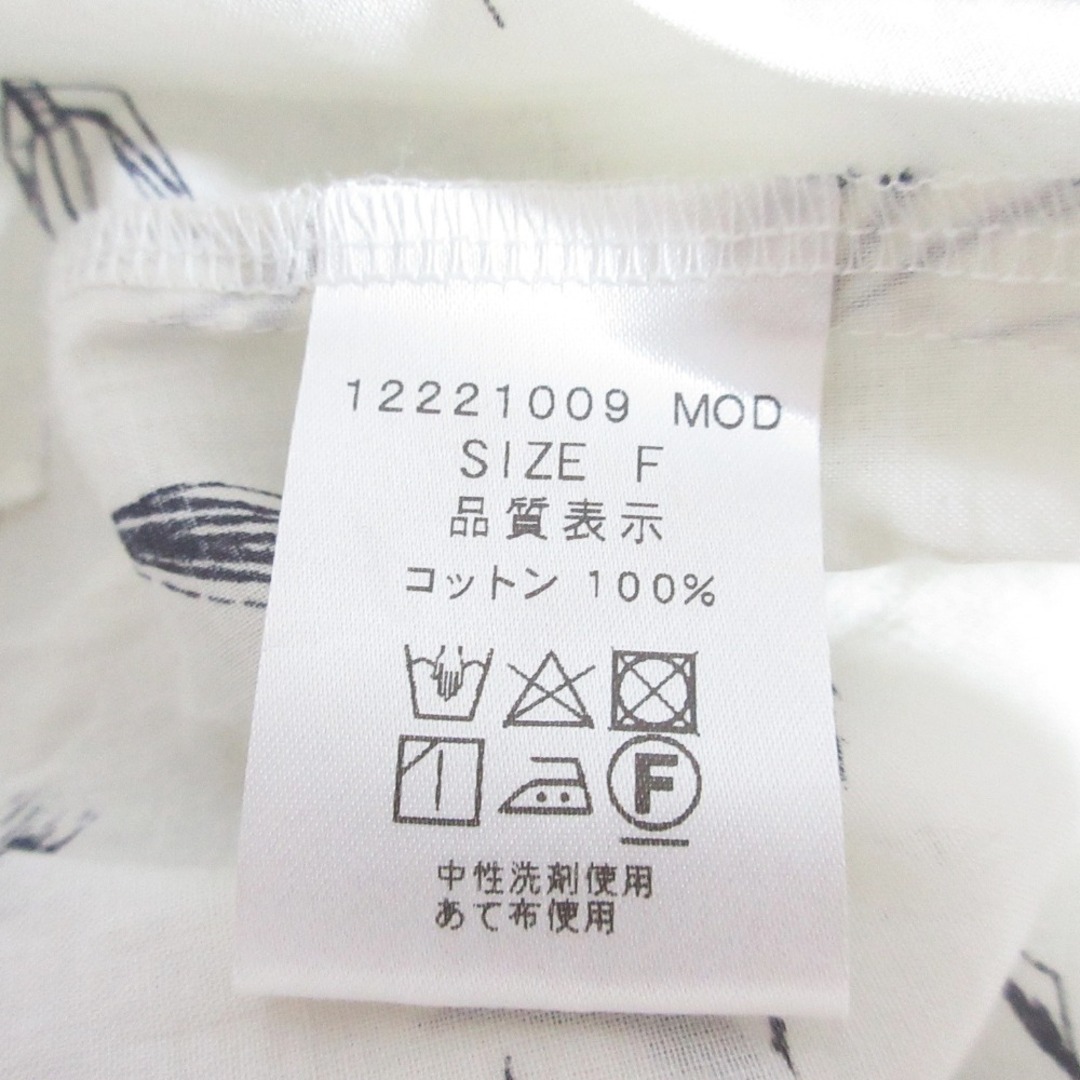 12221009 MOD
SIZE F
品質表示
コットン 100%
F
中性洗剤使用
あて布使用